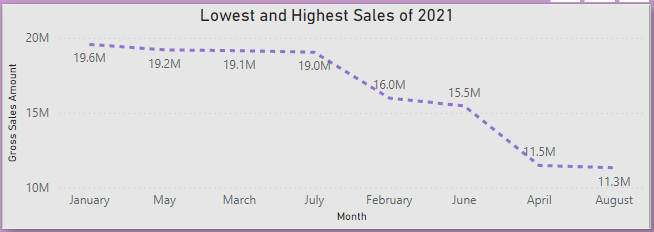 Lowest and Highest Sales of 2021
Gross Sales Amount
20M
15M
10M
19.6M
19.2M
19.1M
19.0M
16.0M
15.5M
11.5M
11.3M
January May March July February June April August
Month